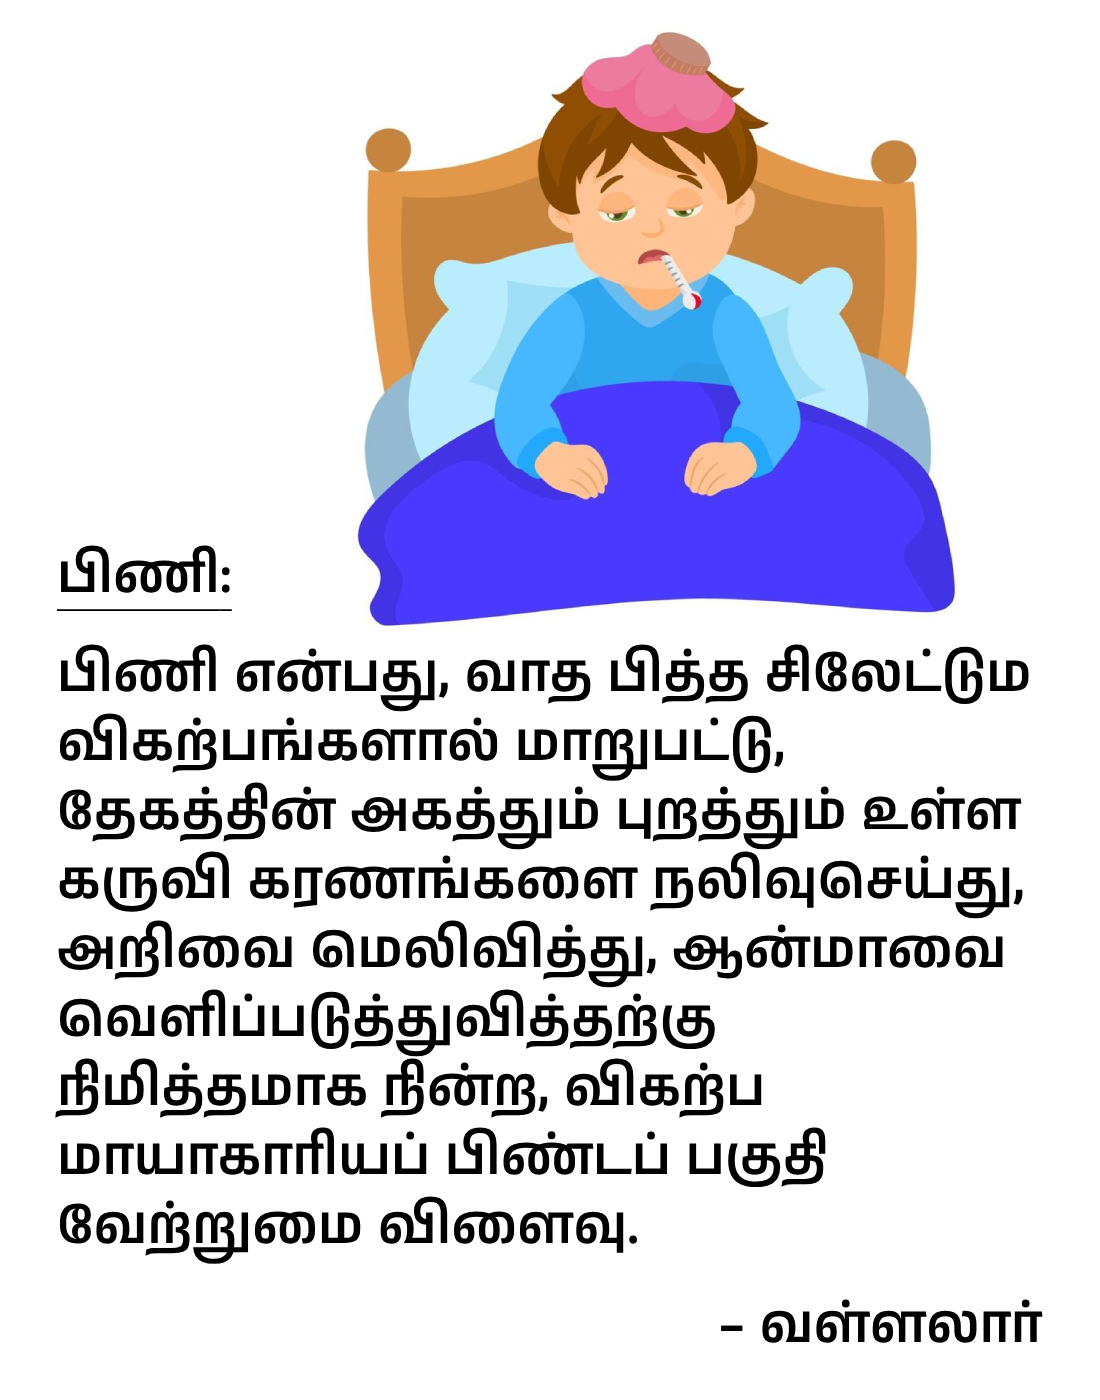 பிணி:
பிணி என்பது, வாத பித்த சிலேட்டும
விகற்பங்களால் மாறுபட்டு,
தேகத்தின் அகத்தும் புறத்தும் உள்ள
கருவி கரணங்களை நலிவுசெய்து,
அறிவை மெலிவித்து, ஆன்மாவை
வெளிப்படுத்துவித்தற்கு
நிமித்தமாக நின்ற, விகற்ப
மாயாகாரியப் பிண்டப் பகுதி
வேற்றுமை விளைவு.
– வள்ளலார்